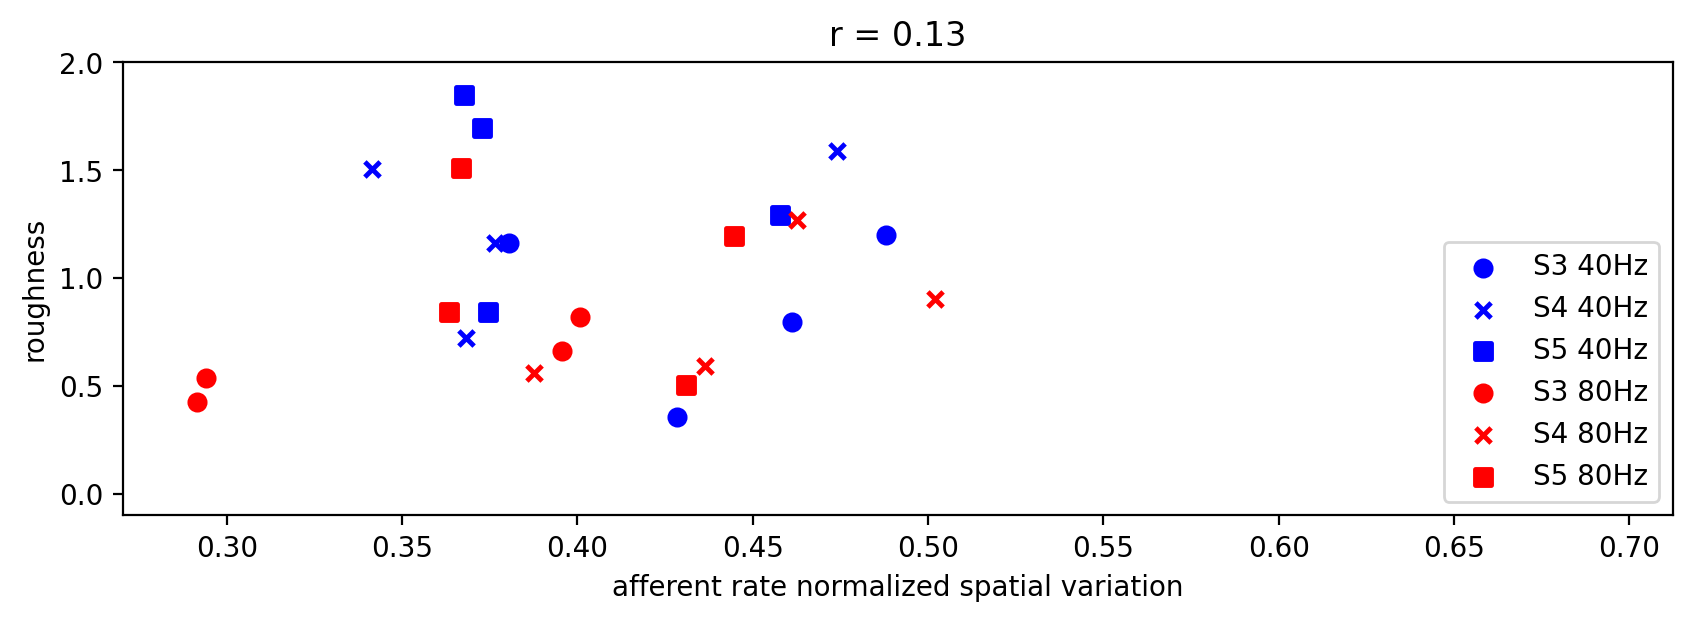 r = 0.13
2.0
1.5
1.0
0.5
0.0
roughness
S3 40Hz
S4 40Hz
S5 40Hz
S3 80Hz
S4 80Hz
S5 80Hz
0.30 0.35 0.40 0.45 0.50 0.55 0.60 0.65 0.70
afferent rate normalized spatial variation